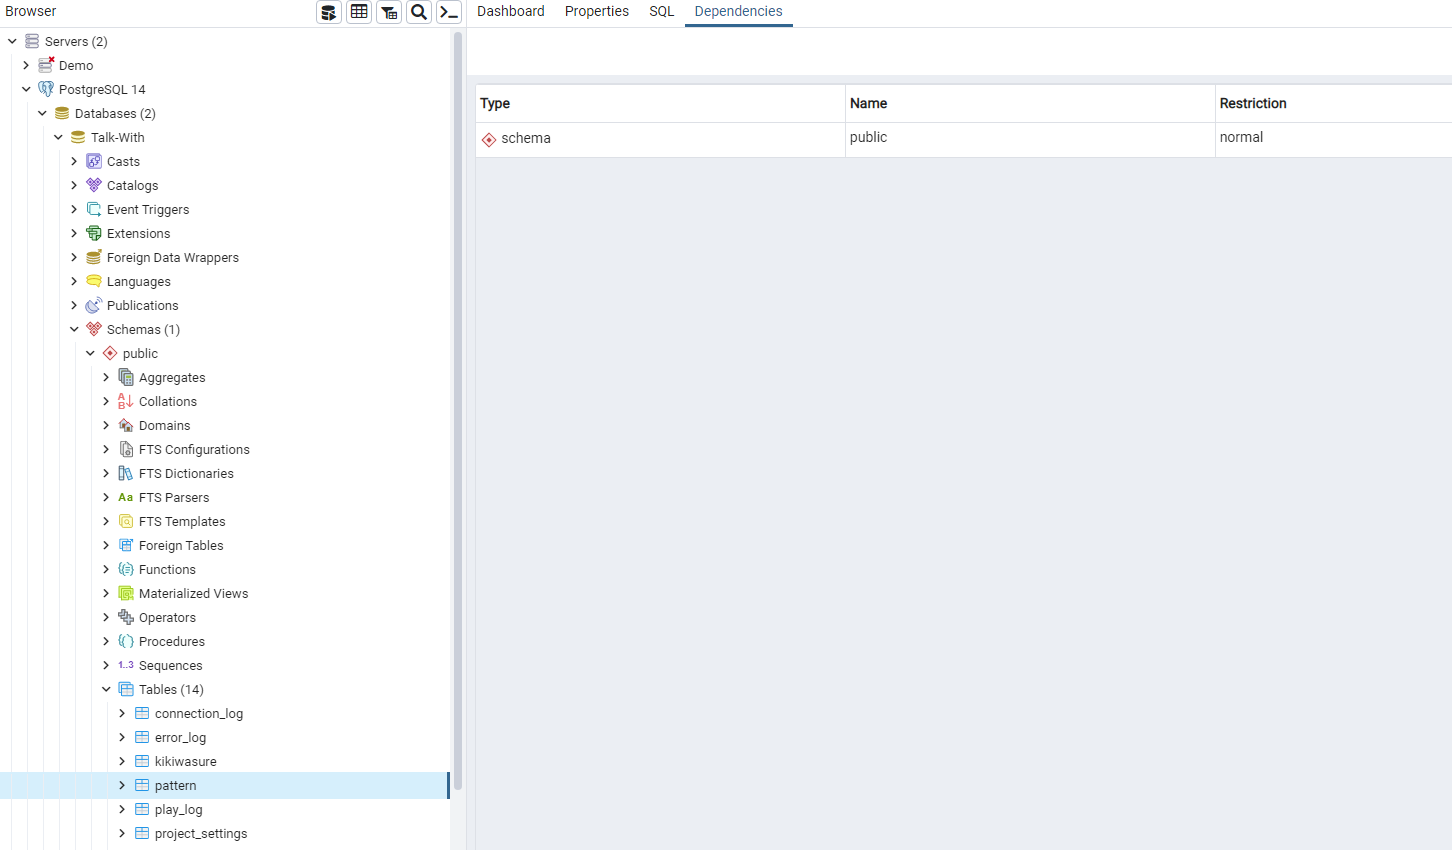 Browser
Dashboard Properties SQL Dependencies
Servers (2)
Demo
PostgreSQL 14
Databases (2)
Talk-With
Casts
Catalogs
Event Triggers
Extensions
Foreign Data Wrappers
Languages
Publications
Schemas (1)
public
Aggregates
Collations
Domains
FTS Configurations
FTS Dictionaries
Aa FTS Parsers
FTS Templates
Foreign Tables
Functions
Materialized Views
Operators
Procedures
1..3 Sequences
Tables (14)
connection_log
error_log
kikiwasure
pattern
play_log
project_settings
Type Name Restriction
schema public normal